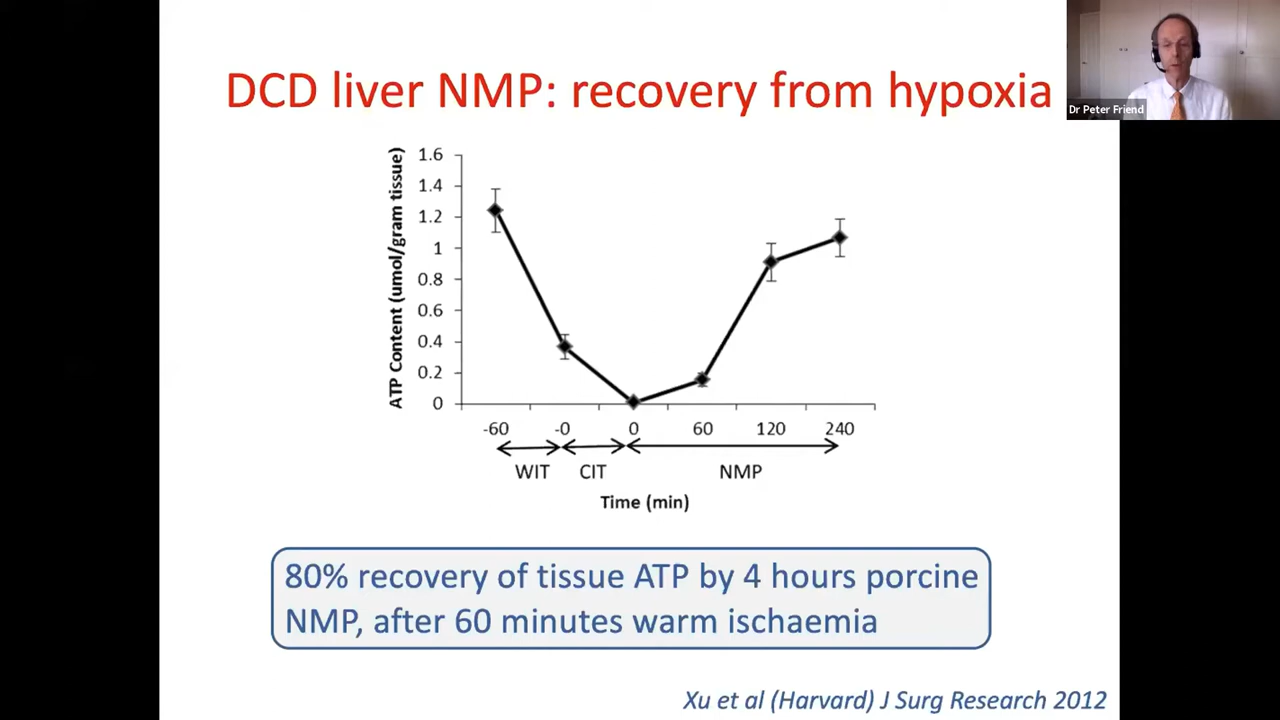 DCD liver NMP: recovery from hypoxia
Dr Peter Friend
ATP Content (umol/gram tissue)
1.6
1.4
1.2
1
0.8
0.6
0.4
0.2
0
-60 -0 0 60 120 240
WIT CIT NMP
Time (min)
80% recovery of tissue ATP by 4 hours porcine
NMP, after 60 minutes warm ischaemia
Xu et al (Harvard) J Surg Research 2012